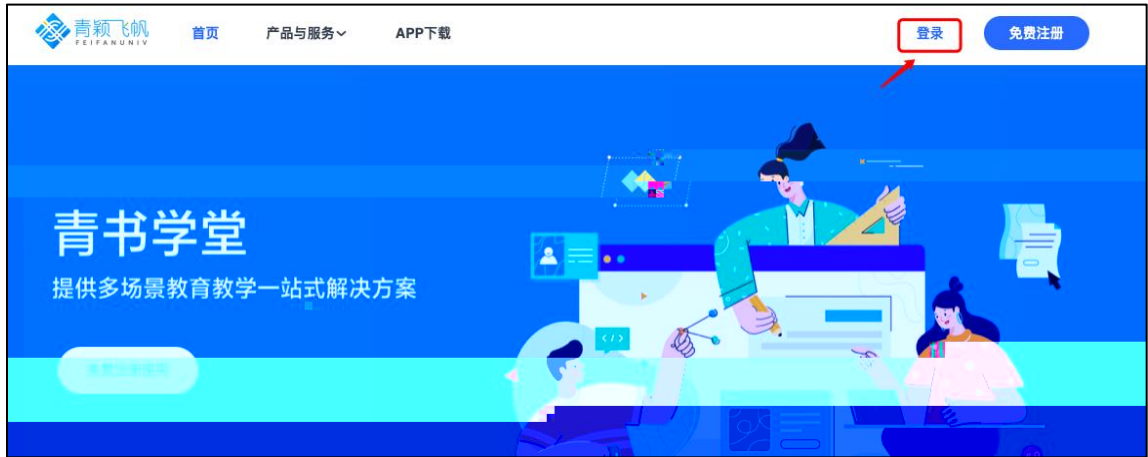 青颖飞帆
FEIFANUNIV
首页 产品与服务 APP下载 登录 免费注册
青书学堂
提供多场景教育教学一站式解决方案
</>